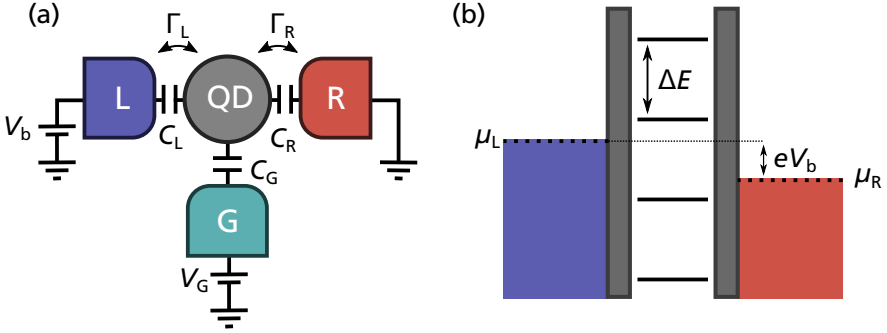 (a)
Γ_L
Γ_R
L
QD
R
V_b
C_L
C_R
C_G
G
V_G
(b)
ΔE
μ_L
eV_b
μ_R